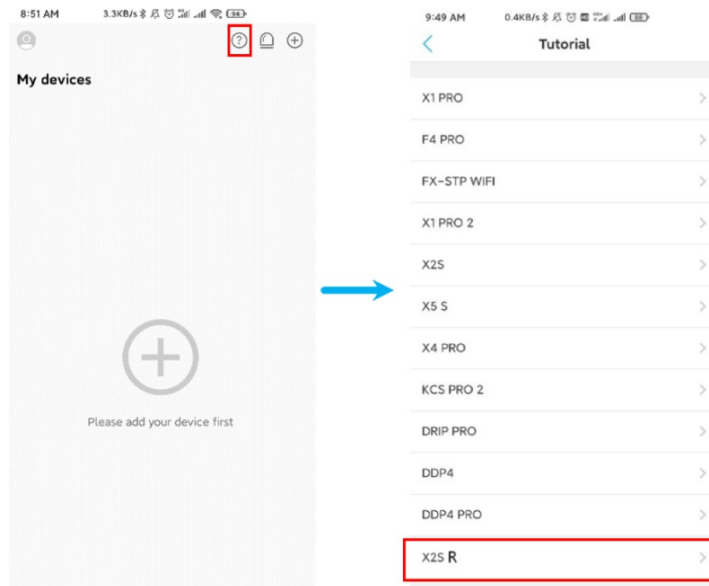 8:51 AM 3.3KB/s
My devices
Please add your device first
9:49 AM 0.4KB/s
Tutorial
X1 PRO
F4 PRO
FX-STP WIFI
X1 PRO 2
X2S
X5 S
X4 PRO
KCS PRO 2
DRIP PRO
DDP4
DDP4 PRO
X2S R